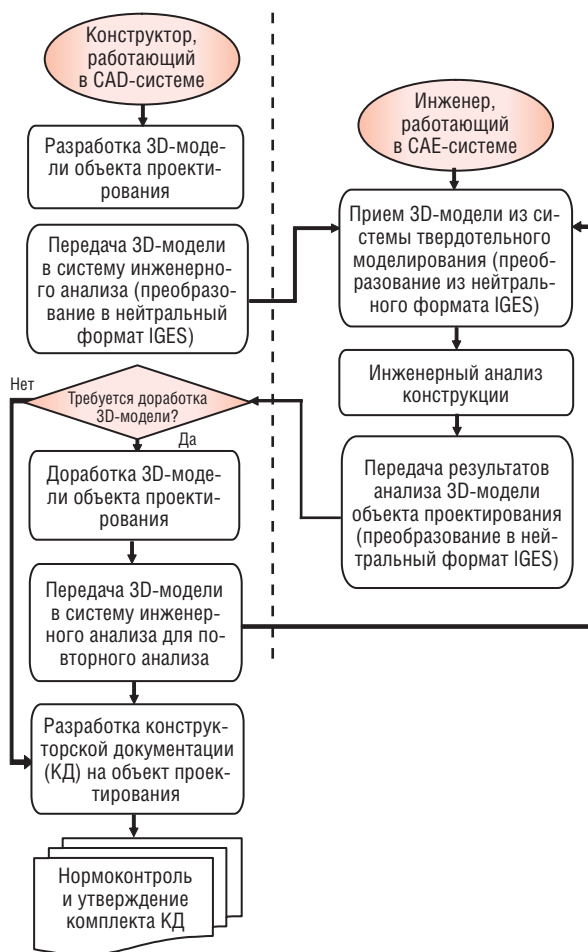 Конструктор,
работающий
в CAD-системе
Разработка 3D-моде-
ли объекта проекти-
рования
Передача 3D-модели
в систему инженерно-
го анализа (преобразо-
вание в нейтральный
формат IGES)
Нет
Требуется доработка
3D-модели?
Да
Доработка 3D-моде-
ли объекта проекти-
рования
Передача 3D-модели
в систему инженер-
ного анализа для по-
вторного анализа
Разработка конструк-
торской документации
(КД) на объект проек-
тирования
Нормоконтроль
и утверждение
комплекта КД
Инженер,
работающий
в CAE-системе
Прием 3D-модели из си-
стемы твердотельного
моделирования (преоб-
разование из нейтраль-
ного формата IGES)
Инженерный анализ
конструкции
Передача результатов
анализа 3D-модели
объекта проектирования
(преобразование в ней-
тральный формат IGES)